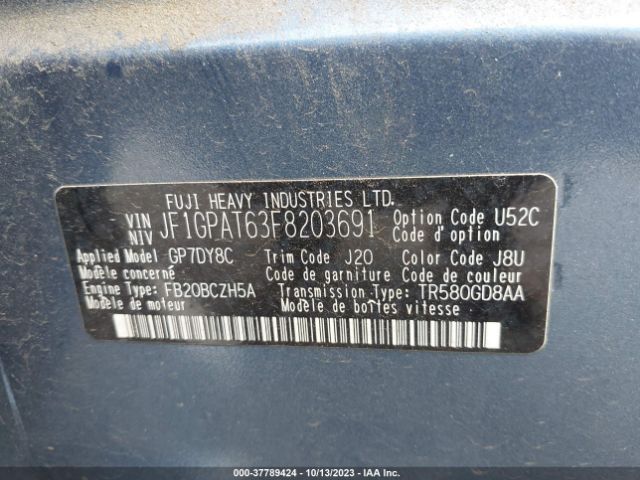 FUJI HEAVY INDUSTRIES LTD.
VIN
NIV JF1GPAT63F8203691 Option Code U52C
Code d'option
Applied Model GP7DY8C Trim Code J20 Color Code J8U
Modèle concerné Code de garniture Code de couleur
Engine Type FB20BCZH5A Transmission Type TR580GD8AA
Modèle de moteur Modèle de boîtes vitesse
000-37789424 - 10/13/2023 - IAA Inc.